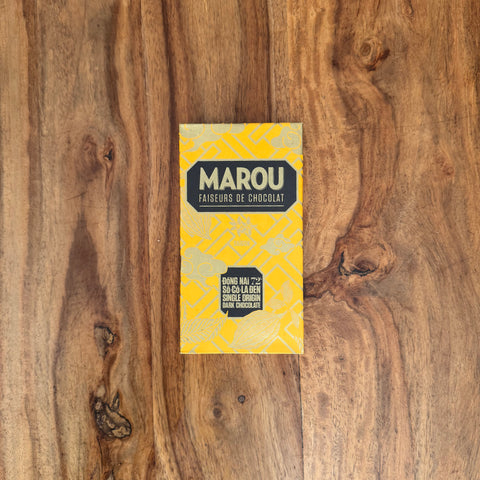 MAROU
FAISEURS DE CHOCOLAT
ĐỒNG NAI 72
SÔ-CÔ-LA ĐEN
SINGLE ORIGIN
DARK CHOCOLATE